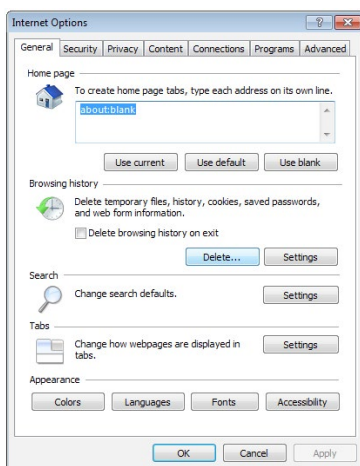 Internet Options
General Security Privacy Content Connections Programs Advanced
Home page
To create home page tabs, type each address on its own line.
about:blank
Use current Use default Use blank
Browsing history
Delete temporary files, history, cookies, saved passwords,
and web form information.
Delete browsing history on exit
Delete... Settings
Search
Change search defaults. Settings
Tabs
Change how webpages are displayed in
tabs.
Settings
Appearance
Colors Languages Fonts Accessibility
OK Cancel Apply